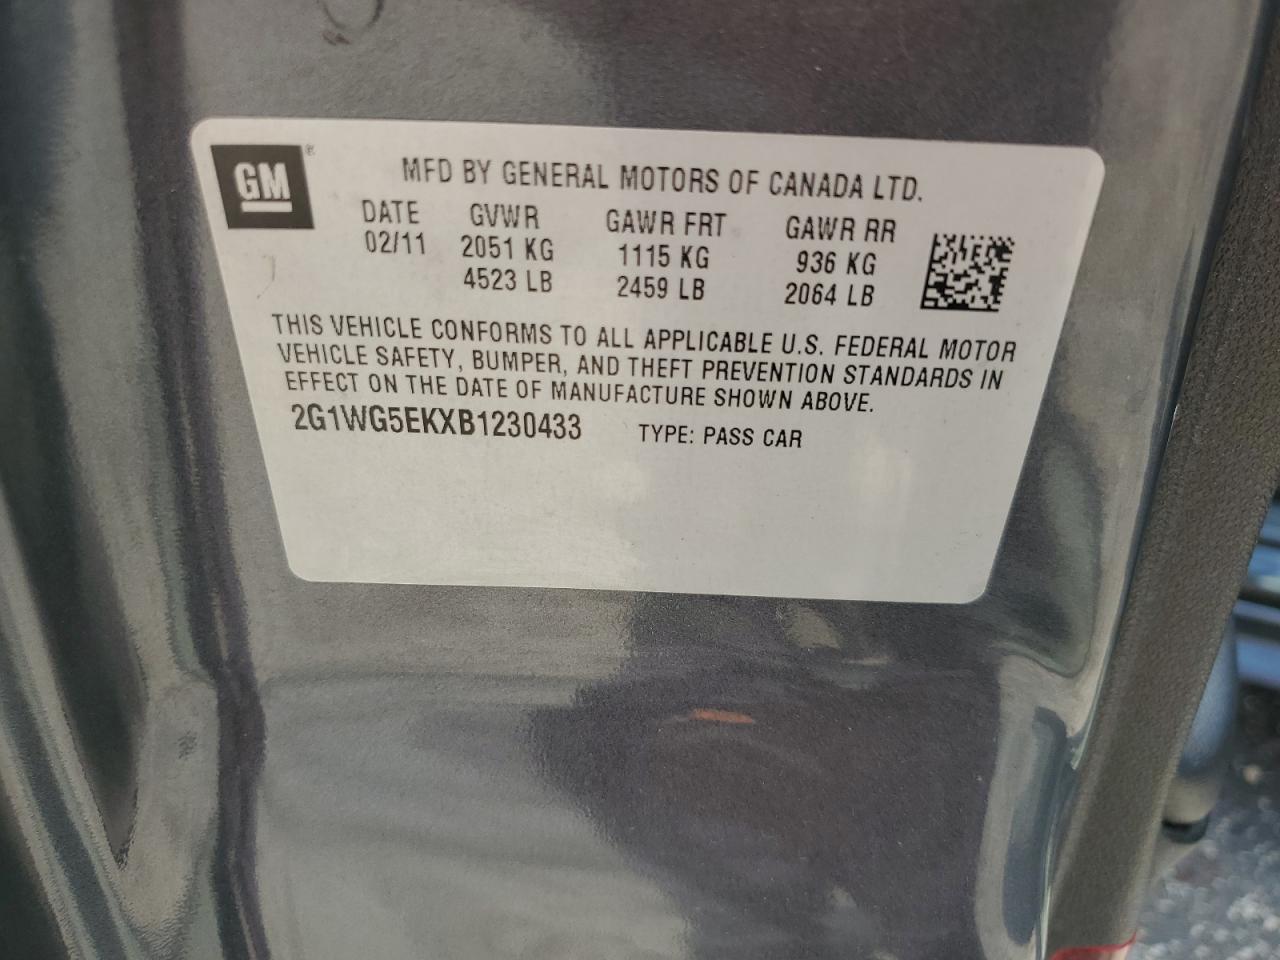 GM®
MFD BY GENERAL MOTORS OF CANADA LTD.
DATE GVWR GAWR FRT GAWR RR
02/11 2051 KG 1115 KG 936 KG
4523 LB 2459 LB 2064 LB
THIS VEHICLE CONFORMS TO ALL APPLICABLE U.S. FEDERAL MOTOR
VEHICLE SAFETY, BUMPER, AND THEFT PREVENTION STANDARDS IN
EFFECT ON THE DATE OF MANUFACTURE SHOWN ABOVE.
2G1WG5EKXB1230433 TYPE: PASS CAR